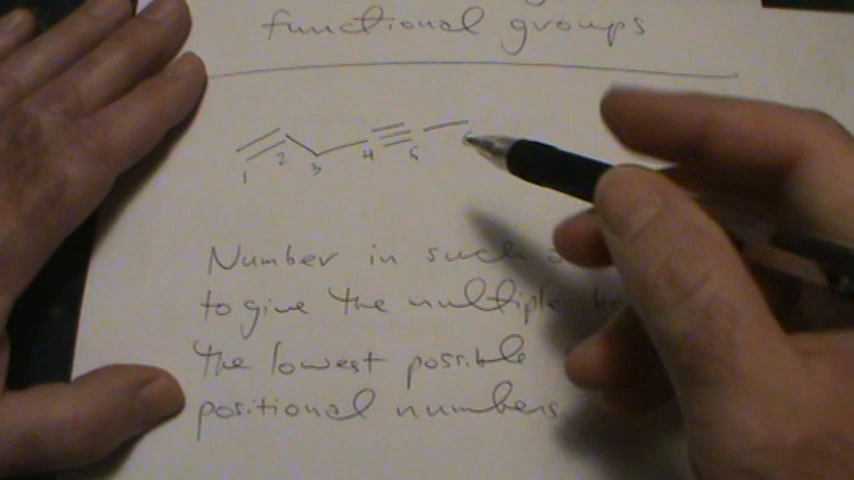 functional groups
1 2 3 4 5
Number in such
to give the multiple
the lowest possible
positional numbers